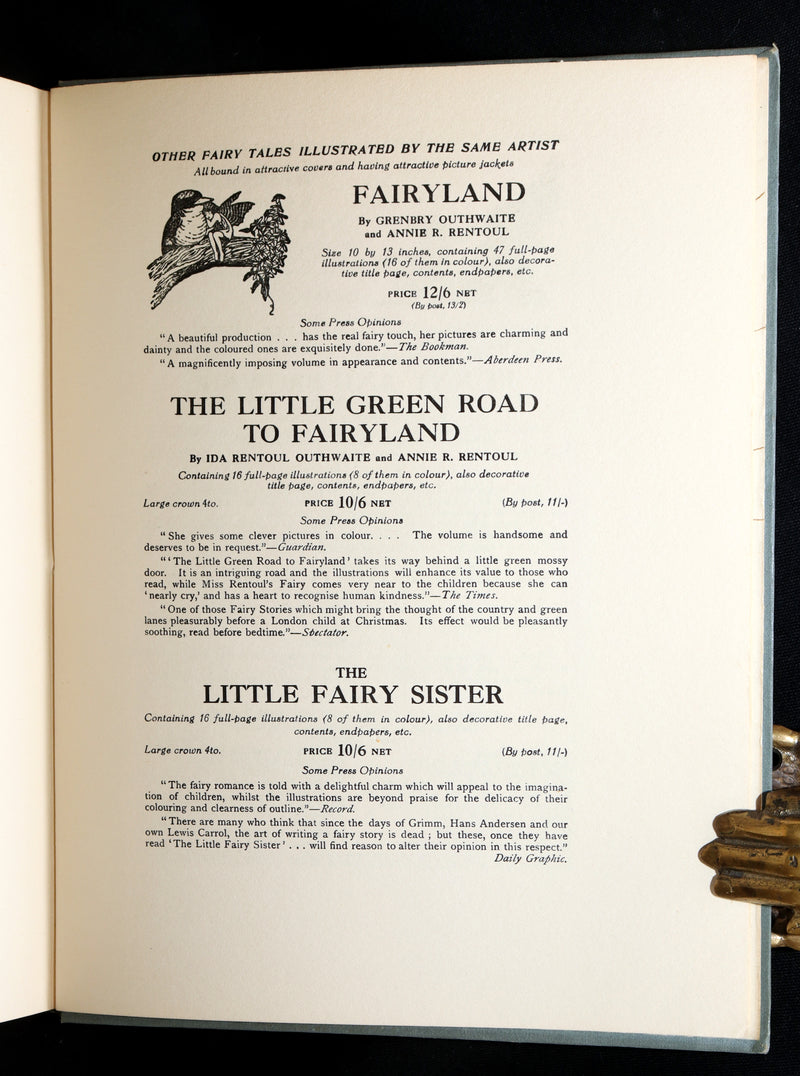 OTHER FAIRY TALES ILLUSTRATED BY THE SAME ARTIST
All bound in attractive covers and having attractive picture jackets
FAIRYLAND
By GRENBRY OUTHWAITE
and ANNIE R. RENTOUL
Size 10 by 13 inches, containing 47 full-page
illustrations (16 of them in colour), also decora-
tive title page, contents, endpapers, etc.
PRICE 12/6 NET
(By post, 13/2)
Some Press Opinions
“A beautiful production . . . has the real fairy touch, her pictures are charming and
dainty and the coloured ones are exquisitely done.”—The Bookman.
“A magnificently imposing volume in appearance and contents.”—Aberdeen Press.
THE LITTLE GREEN ROAD
TO FAIRYLAND
By IDA RENTOUL OUTHWAITE and ANNIE R. RENTOUL
Containing 16 full-page illustrations (8 of them in colour), also decorative
title page, contents, endpapers, etc.
Large crown 4to. PRICE 10/6 NET (By post, 11/-)
Some Press Opinions
“She gives some clever pictures in colour. . . . The volume is handsome and
deserves to be in request.”—Guardian.
“‘The Little Green Road to Fairyland’ takes its way behind a little green mossy
door. It is an intriguing road and the illustrations will enhance its value to those who
read, while Miss Rentoul's Fairy comes very near to the children because she can
‘nearly cry,’ and has a heart to recognise human kindness.”—The Times.
“One of those Fairy Stories which might bring the thought of the country and green
lanes pleasurably before a London child at Christmas. Its effect would be pleasantly
soothing, read before bedtime.”—Spectator.
THE
LITTLE FAIRY SISTER
Containing 16 full-page illustrations (8 of them in colour), also decorative title page,
contents, endpapers, etc.
Large crown 4to. PRICE 10/6 NET (By post, 11/-)
Some Press Opinions
“The fairy romance is told with a delightful charm which will appeal to the imagina-
tion of children, whilst the illustrations are beyond praise for the delicacy of their
colouring and clearness of outline.”—Record.
“There are many who think that since the days of Grimm, Hans Andersen and our
own Lewis Carrol, the art of writing a fairy story is dead ; but these, once they have
read ‘The Little Fairy Sister’ . . . will find reason to alter their opinion in this respect.”
Daily Graphic.